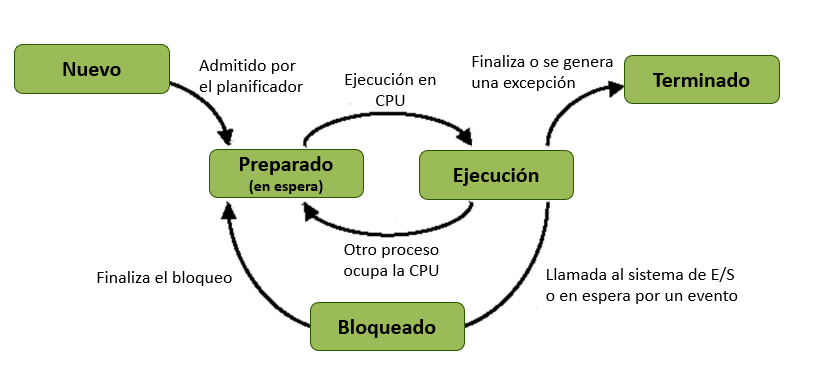 Nuevo
Admitido por
el planificador
Ejecución en
CPU
Finaliza o se genera
una excepción
Terminado
Preparado
(en espera)
Ejecución
Otro proceso
ocupa la CPU
Finaliza el bloqueo
Llamada al sistema de E/S
o en espera por un evento
Bloqueado